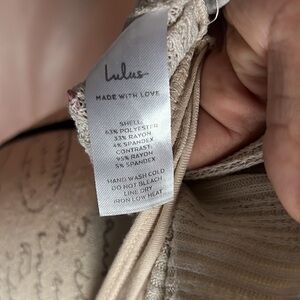 Lulus
MADE WITH LOVE
SHELL:
63% POLYESTER
33% RAYON
4% SPANDEX
CONTRAST:
95% RAYON
5% SPANDEX
HAND WASH COLD
DO NOT BLEACH
LINE DRY
IRON LOW HEAT